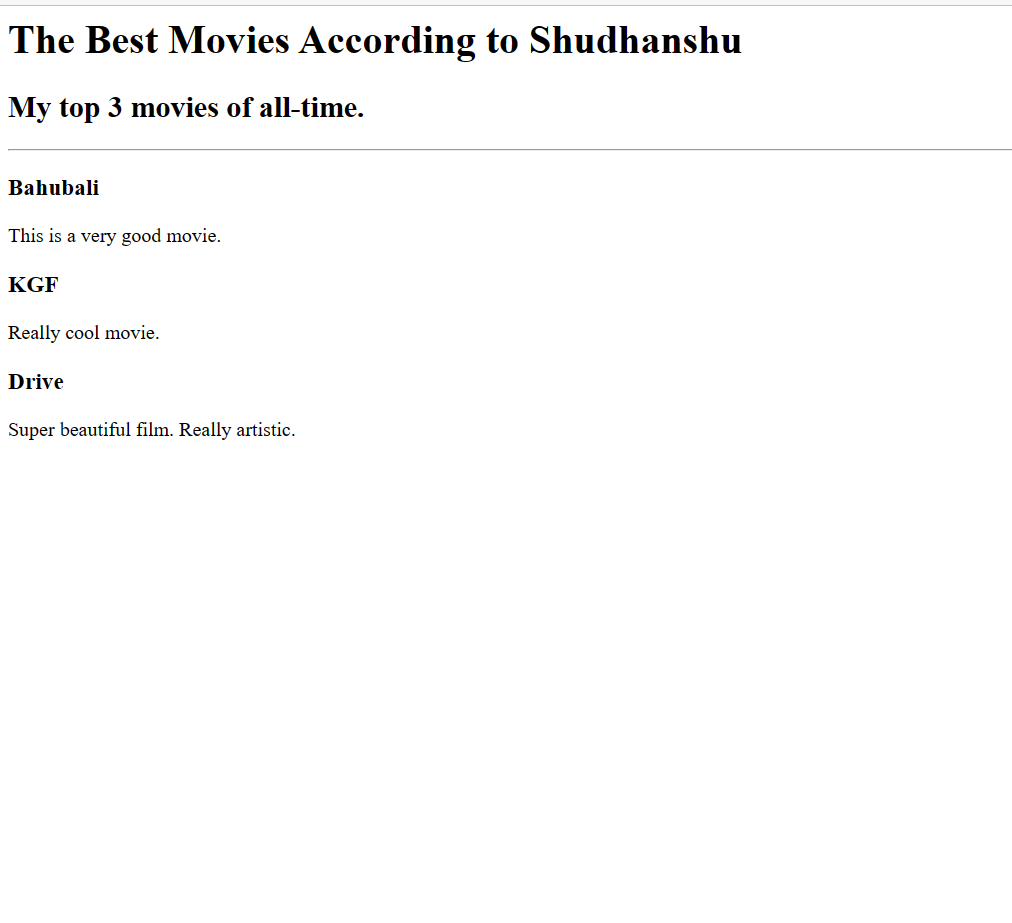 The Best Movies According to Shudhanshu
My top 3 movies of all-time.
Bahubali
This is a very good movie.
KGF
Really cool movie.
Drive
Super beautiful film. Really artistic.